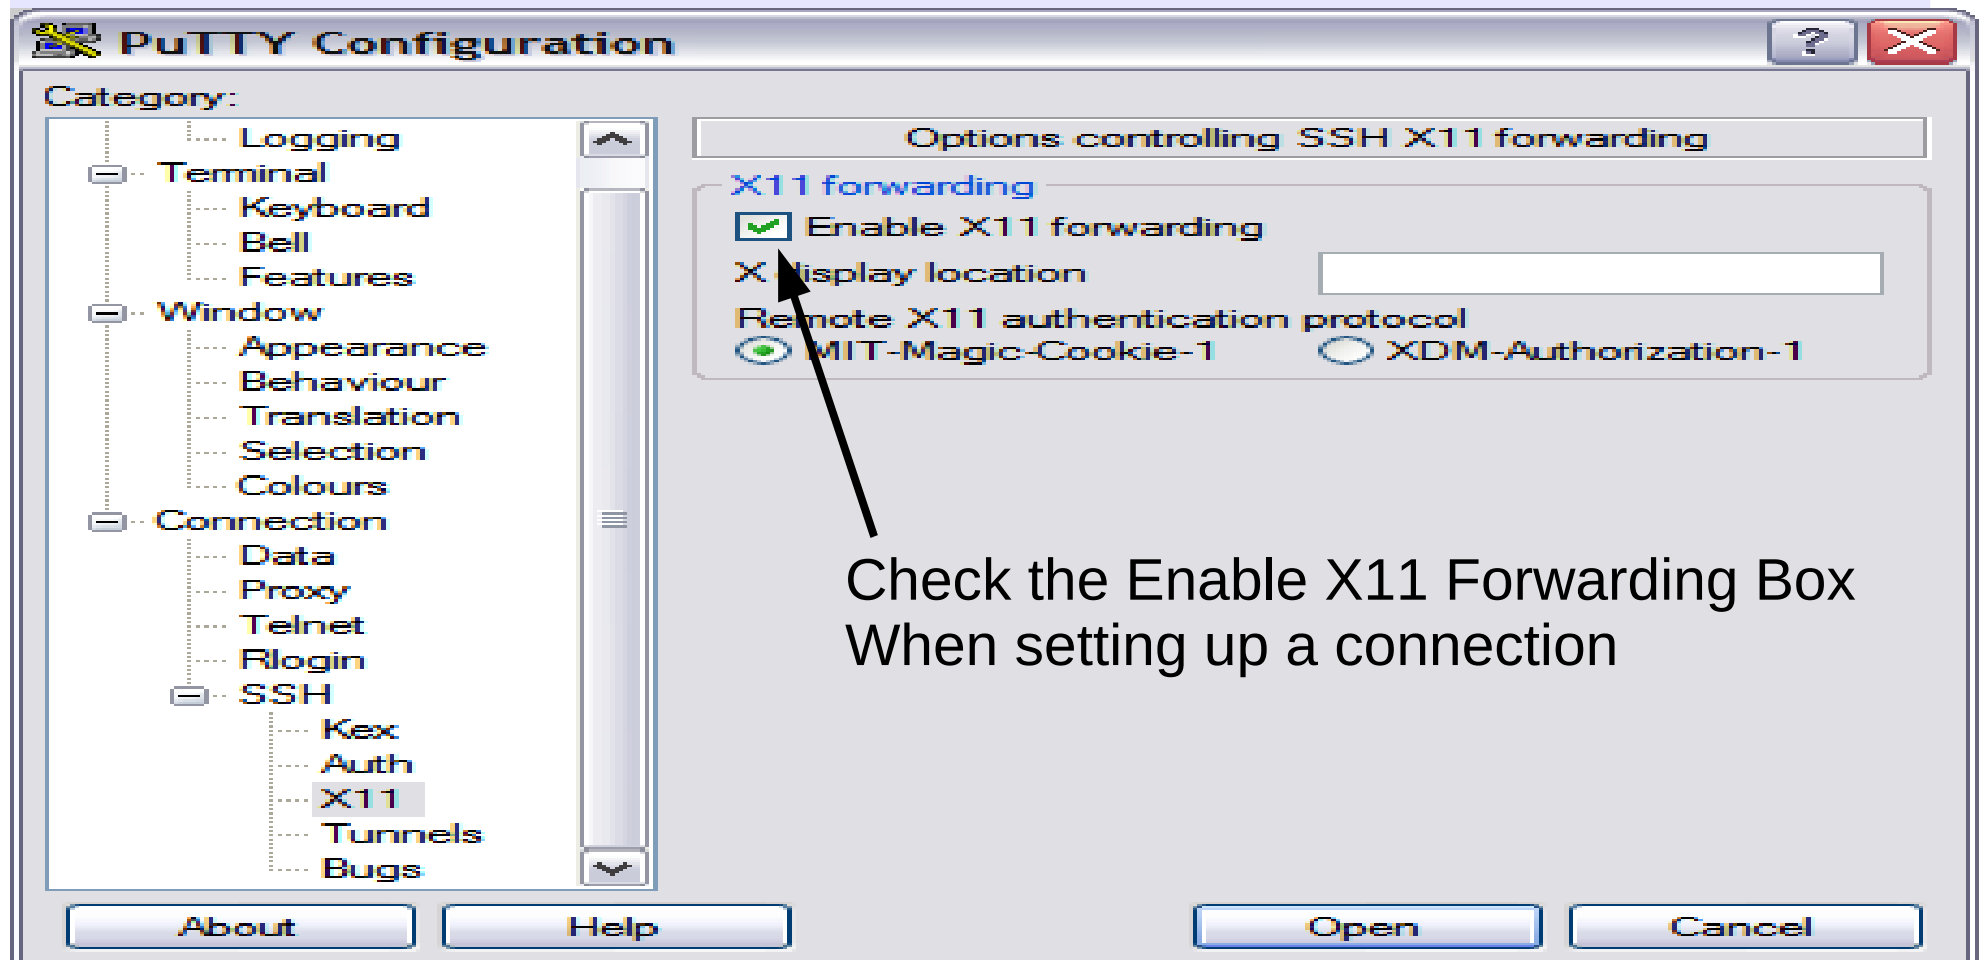 PuTTY Configuration
?
Category:
Logging
Terminal
Keyboard
Bell
Features
Window
Appearance
Behaviour
Translation
Selection
Colours
Connection
Data
Proxy
Telnet
Rlogin
SSH
Kex
Auth
X11
Tunnels
Bugs
Options controlling SSH X11 forwarding
X11 forwarding
Enable X11 forwarding
X display location
Remote X11 authentication protocol
MIT-Magic-Cookie-1 XDM-Authorization-1
Check the Enable X11 Forwarding Box
When setting up a connection
About Help Open Cancel